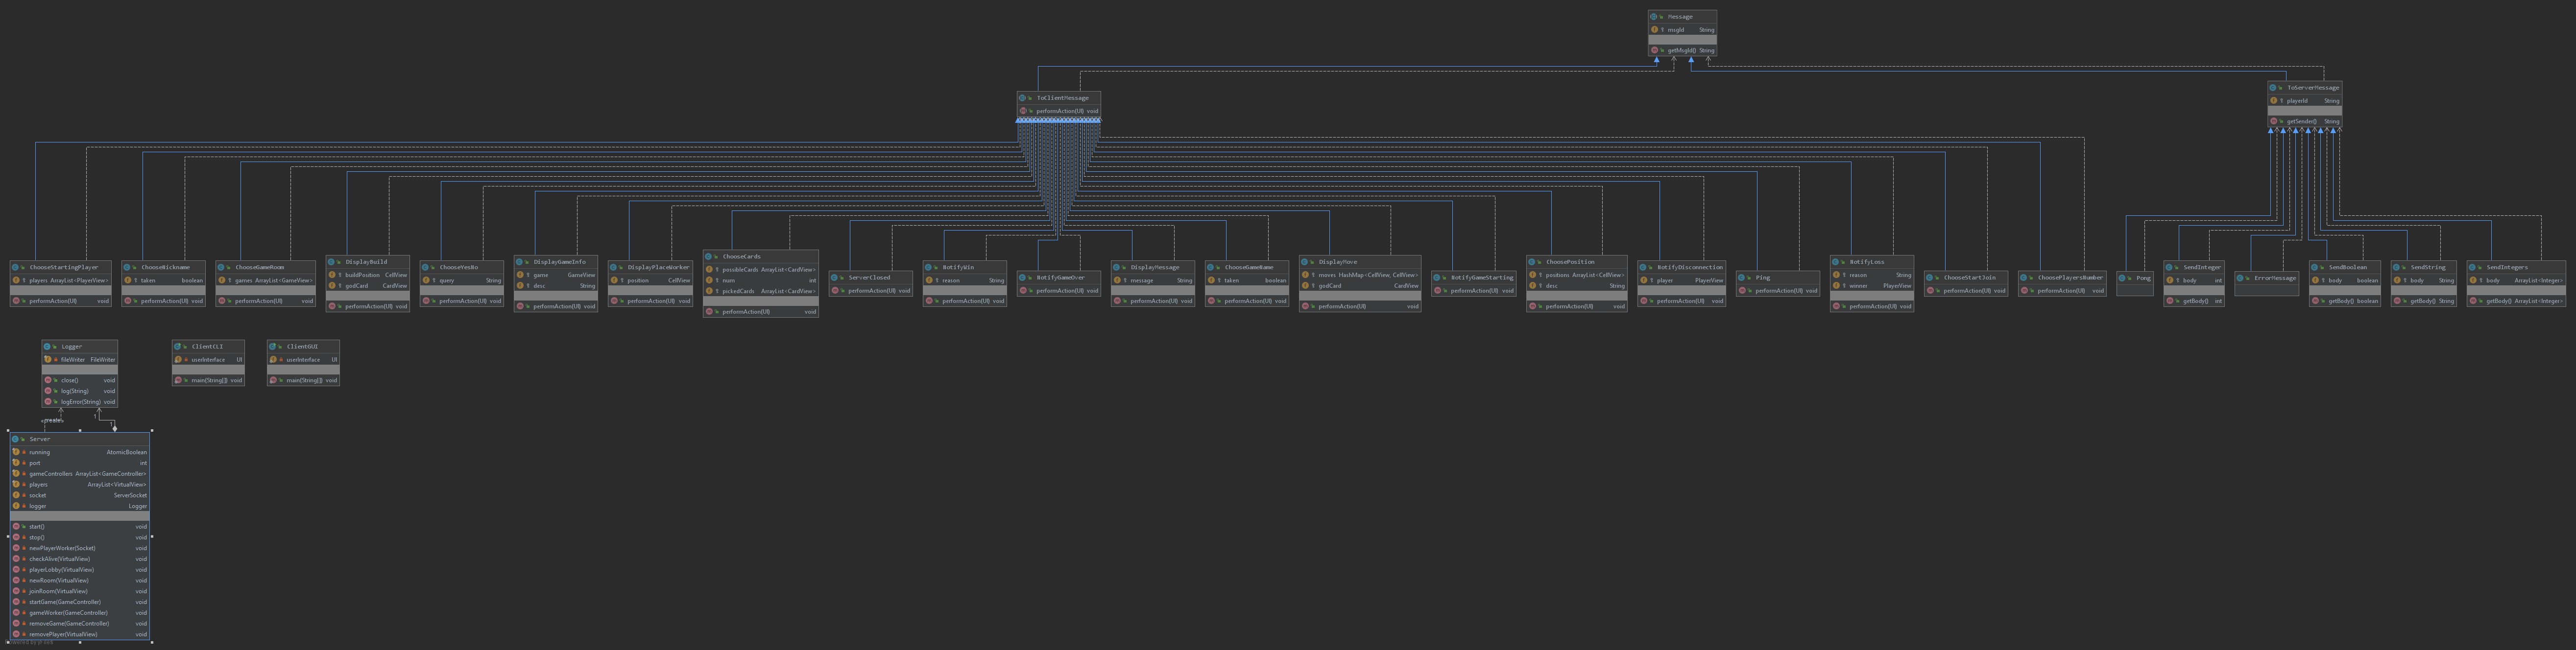 Message
msgId String
getMsgId() String
ToClientMessage
performAction(UI) void
ToServerMessage
playerId String
getSender() String
ChooseStartingPlayer
players ArrayList<PlayerView>
performAction(UI) void
ChooseNickname
taken boolean
performAction(UI) void
ChooseGameRoom
games ArrayList<GameView>
performAction(UI) void
DisplayBuild
buildPosition CellView
godCard CardView
performAction(UI) void
ChooseYesNo
query String
performAction(UI) void
DisplayGameInfo
game GameView
desc String
performAction(UI) void
DisplayPlaceWorker
position CellView
performAction(UI) void
ChooseCards
possibleCards ArrayList<CardView>
num int
pickedCards ArrayList<CardView>
performAction(UI) void
ServerClosed
performAction(UI) void
NotifyWin
reason String
performAction(UI) void
NotifyGameOver
performAction(UI) void
DisplayMessage
message String
performAction(UI) void
ChooseGameName
taken boolean
performAction(UI) void
DisplayMove
moves HashMap<CellView, CellView>
godCard CardView
performAction(UI) void
NotifyGameStarting
performAction(UI) void
ChoosePosition
positions ArrayList<CellView>
desc String
performAction(UI) void
NotifyDisconnection
player PlayerView
performAction(UI) void
Ping
performAction(UI) void
NotifyLoss
reason String
winner PlayerView
performAction(UI) void
ChooseStartJoin
performAction(UI) void
ChoosePlayersNumber
performAction(UI) void
Pong
SendInteger
body int
getBody() int
ErrorMessage
SendBoolean
body boolean
getBody() boolean
SendString
body String
getBody() String
SendIntegers
body ArrayList<Integer>
getBody() ArrayList<Integer>
Logger
fileWriter FileWriter
close() void
log(String) void
logError(String) void
ClientCLI
userInterface UI
main(String[]) void
ClientGUI
userInterface UI
main(String[]) void
1
«create»
1
Server
running AtomicBoolean
port int
gameControllers ArrayList<GameController>
players ArrayList<VirtualView>
socket ServerSocket
logger Logger
start() void
stop() void
newPlayerWorker(Socket) void
checkAlive(VirtualView) void
playerLobby(VirtualView) void
newRoom(VirtualView) void
joinRoom(VirtualView) void
startGame(GameController) void
gameWorker(GameController) void
removeGame(GameController) void
removePlayer(VirtualView) void